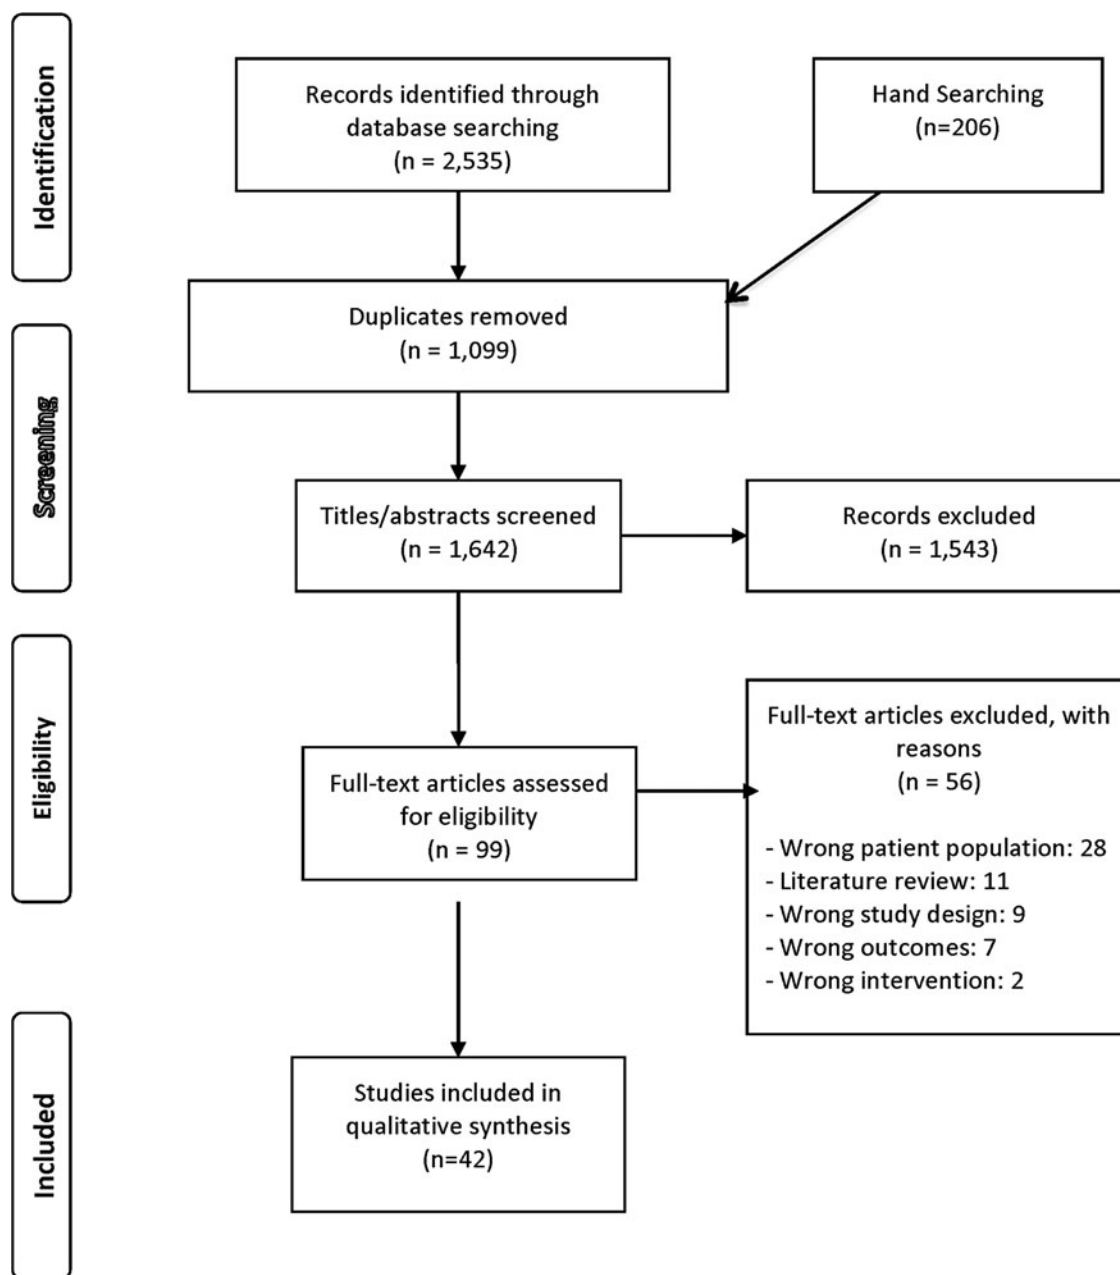 Identification
Records identified through
database searching
(n = 2,535)
Hand Searching
(n=206)
Duplicates removed
(n = 1,099)
Screening
Titles/abstracts screened
(n = 1,642)
Records excluded
(n = 1,543)
Eligibility
Full-text articles assessed
for eligibility
(n = 99)
Full-text articles excluded, with
reasons
(n = 56)
- Wrong patient population: 28
- Literature review: 11
- Wrong study design: 9
- Wrong outcomes: 7
- Wrong intervention: 2
Included
Studies included in
qualitative synthesis
(n=42)